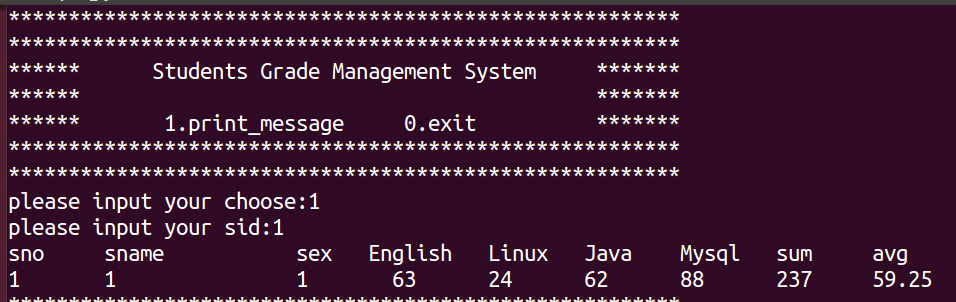 ********************************************************
********************************************************
****** Students Grade Management System *******
****** *******
****** 1.print_message 0.exit *******
********************************************************
********************************************************
please input your choose:1
please input your sid:1
sno sname sex English Linux Java Mysql sum avg
1 1 1 63 24 62 88 237 59.25
********************************************************